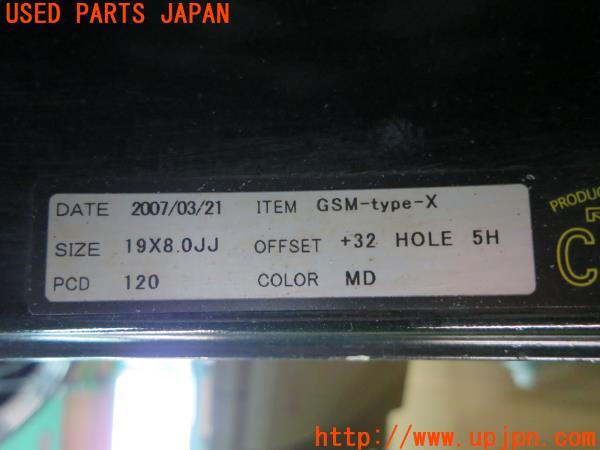 USED PARTS JAPAN
DATE 2007/03/21 ITEM GSM-type-X
SIZE 19X8.0JJ OFFSET +32 HOLE 5H
PCD 120 COLOR MD
http://www.upjpn.com/